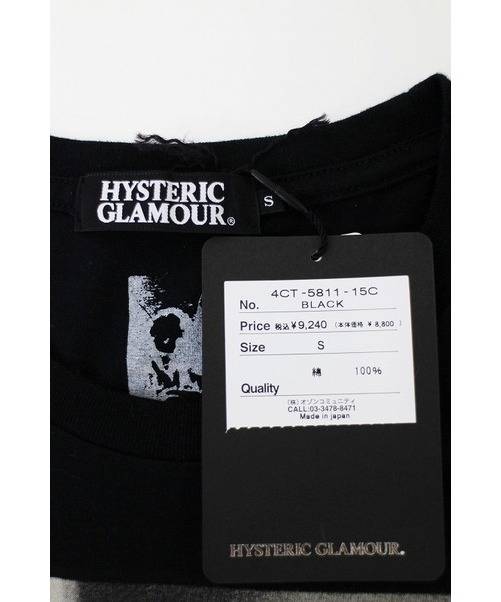 HYSTERIC
GLAMOUR®
S
4CT-5811-15C
No. BLACK
Price 税込¥9,240 (本体価格 ¥ 8,800)
Size S
綿 100%
Quality
(株)オゾンコミュニティ
CALL:03-3478-8471
Made in japan
HYSTERIC GLAMOUR®